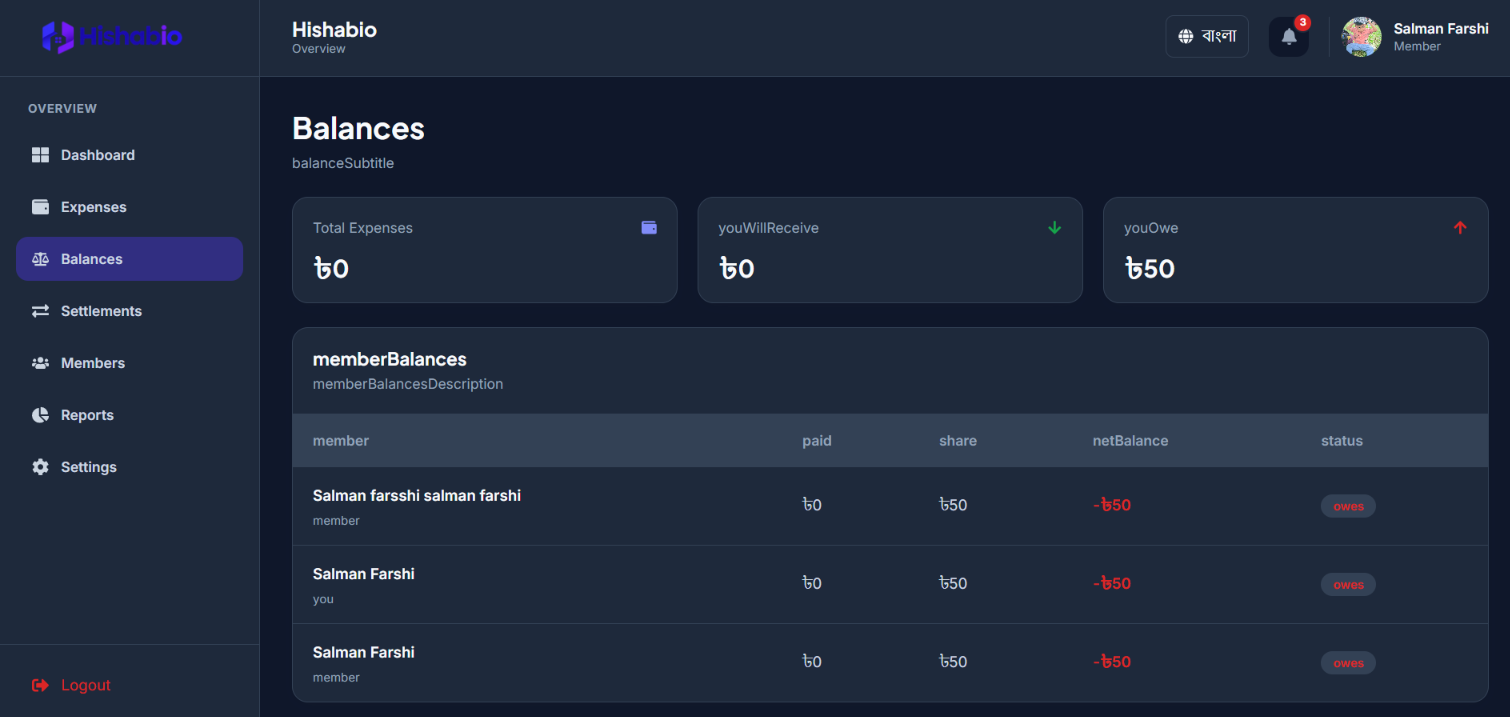 Hishabio
OVERVIEW
Dashboard
Expenses
Balances
Settlements
Members
Reports
Settings
Logout
Hishabio
Overview
বাংলা
3
Salman Farshi
Member
Balances
balanceSubtitle
Total Expenses
৳0
youWillReceive
৳0
youOwe
৳50
memberBalances
memberBalancesDescription
member paid share netBalance status
Salman farsshi salman farshi
member
৳0 ৳50 -৳50 owes
Salman Farshi
you
৳0 ৳50 -৳50 owes
Salman Farshi
member
৳0 ৳50 -৳50 owes